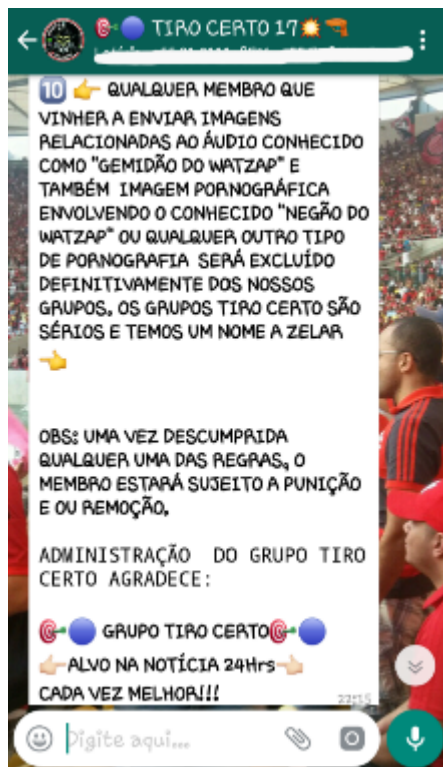 TIRO CERTO 17
10 QUALQUER MEMBRO QUE
VINHER A ENVIAR IMAGENS
RELACIONADAS AO ÁUDIO CONHECIDO
COMO "GEMIDÃO DO WATZAP" E
TAMBÉM IMAGEM PORNOGRÁFICA
ENVOLVENDO O CONHECIDO "NEGÃO DO
WATZAP" OU QUALQUER OUTRO TIPO
DE PORNOGRAFIA SERÁ EXCLUÍDO
DEFINITIVAMENTE DOS NOSSOS
GRUPOS. OS GRUPOS TIRO CERTO SÃO
SÉRIOS E TEMOS UM NOME A ZELAR
OBS: UMA VEZ DESCUMPRIDA
QUALQUER UMA DAS REGRAS, O
MEMBRO ESTARÁ SUJEITO A PUNIÇÃO
E OU REMOÇÃO.
ADMINISTRAÇÃO DO GRUPO TIRO
CERTO AGRADECE:
GRUPO TIRO CERTO
ALVO NA NOTÍCIA 24Hrs
CADA VEZ MELHOR!!!
22:15
Digite aqui...